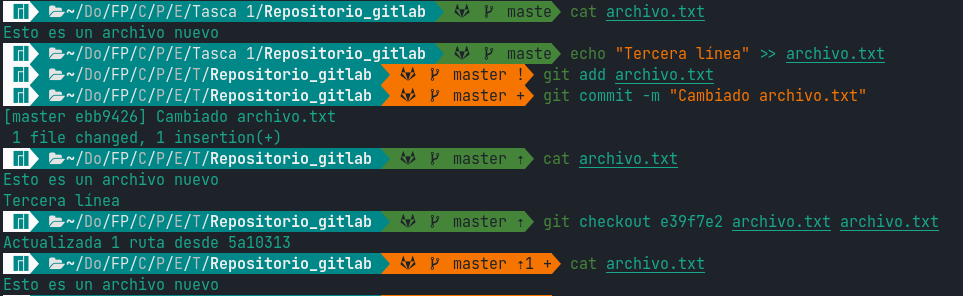 ~/Do/FP/C/P/E/Tasca 1/Repositorio_gitlab maste cat archivo.txt
Esto es un archivo nuevo
~/Do/FP/C/P/E/Tasca 1/Repositorio_gitlab maste echo "Tercera línea" >> archivo.txt
~/Do/FP/C/P/E/T/Repositorio_gitlab master ! git add archivo.txt
~/Do/FP/C/P/E/T/Repositorio_gitlab master + git commit -m "Cambiado archivo.txt"
[master ebb9426] Cambiado archivo.txt
1 file changed, 1 insertion(+)
~/Do/FP/C/P/E/T/Repositorio_gitlab master ↑ cat archivo.txt
Esto es un archivo nuevo
Tercera línea
~/Do/FP/C/P/E/T/Repositorio_gitlab master ↑ git checkout e39f7e2 archivo.txt archivo.txt
Actualizada 1 ruta desde 5a10313
~/Do/FP/C/P/E/T/Repositorio_gitlab master ↑1 + cat archivo.txt
Esto es un archivo nuevo